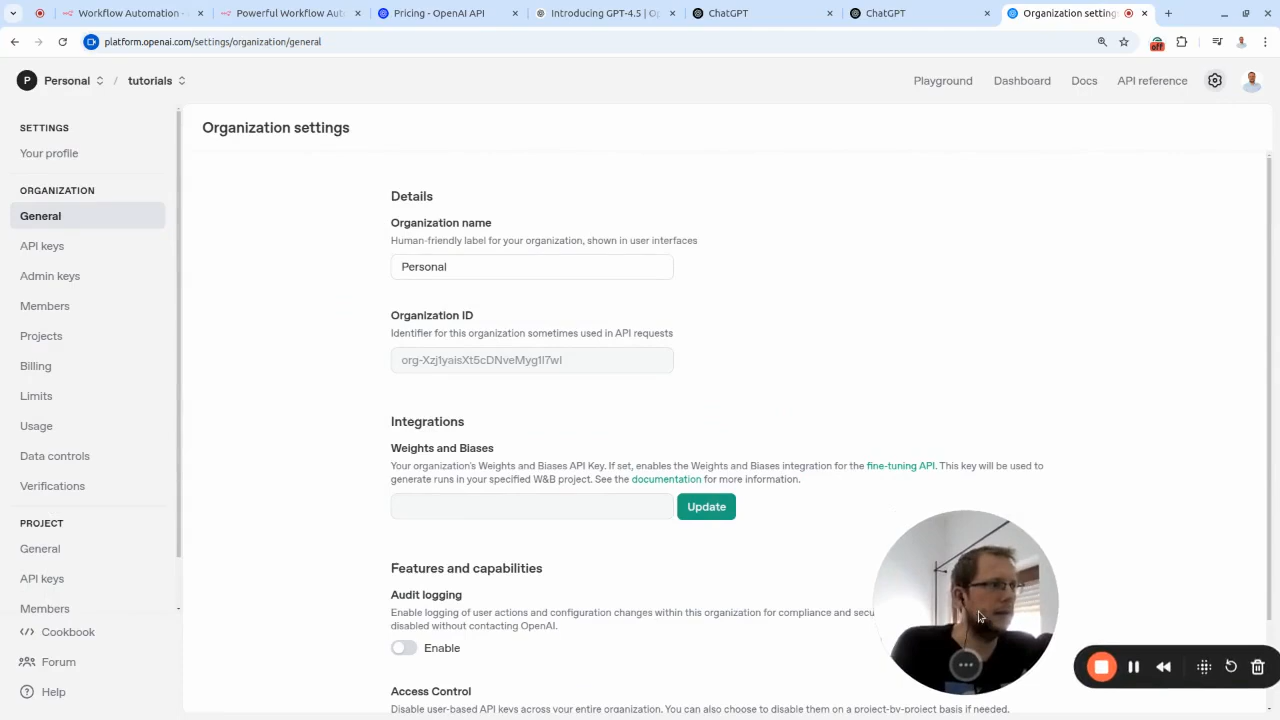 Workflow Automation -
Powerful Workflow Aut
Pricing - OpenAI API
Introducing GPT-4.5 | Op
ChatGPT
ChatGPT
Organization setting
platform.openai.com/settings/organization/general
off
P Personal / tutorials
Playground
Dashboard
Docs
API reference
SETTINGS
Your profile
ORGANIZATION
General
API keys
Admin keys
Members
Projects
Billing
Limits
Usage
Data controls
Verifications
PROJECT
General
API keys
Members
Cookbook
Forum
Help
Organization settings
Details
Organization name
Human-friendly label for your organization, shown in user interfaces
Personal
Organization ID
Identifier for this organization sometimes used in API requests
Integrations
Weights and Biases
Your organization's Weights and Biases API Key. If set, enables the Weights and Biases integration for the fine-tuning API. This key will be used to
generate runs in your specified W&B project. See the documentation for more information.
Update
Features and capabilities
Audit logging
Enable logging of user actions and configuration changes within this organization for compliance and secu
disabled without contacting OpenAI.
Enable
Access Control
Disable user-based API keys across your entire organization. You can also choose to disable them on a project-by-project basis if needed.